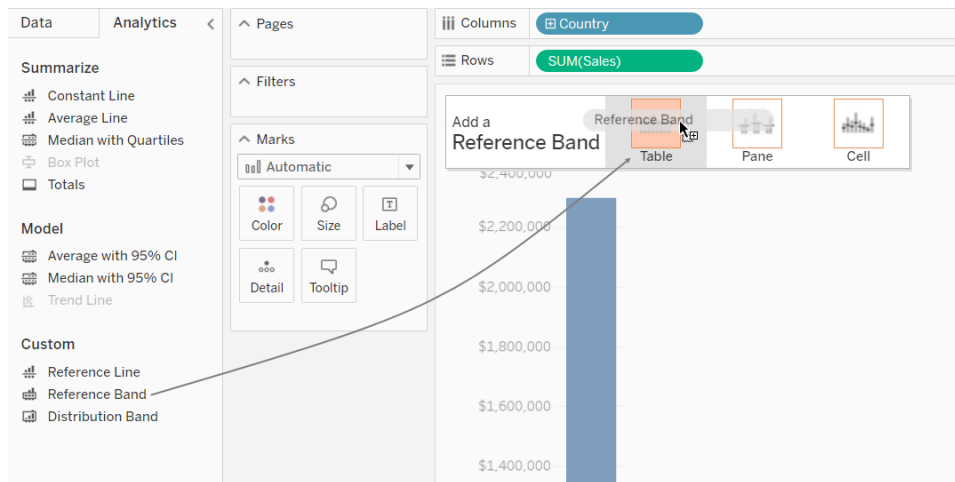 Data
Analytics
Summarize
Constant Line
Average Line
Median with Quartiles
Box Plot
Totals
Model
Average with 95% CI
Median with 95% CI
Trend Line
Custom
Reference Line
Reference Band
Distribution Band
Pages
Filters
Marks
Automatic
Color
Size
Label
Detail
Tooltip
Columns
Country
Rows
SUM(Sales)
Add a
Reference Band
Reference Band
Table
Pane
Cell
$2,400,000
$2,200,000
$2,000,000
$1,800,000
$1,600,000
$1,400,000